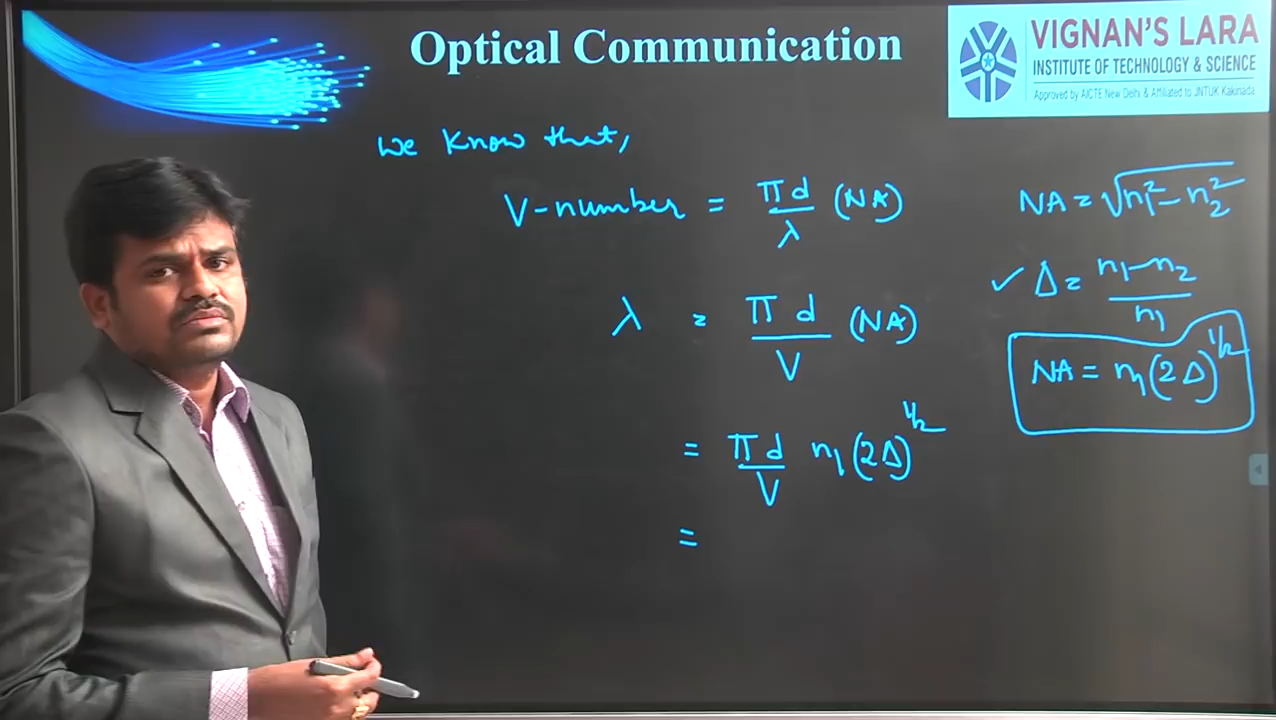 Optical Communication
VIGNAN'S LARA
INSTITUTE OF TECHNOLOGY & SCIENCE
Approved by AICTE New Delhi & Affiliated to JNTUK Kakinada
We know that,
V-number = πd/λ (NA)
λ = πd/V (NA)
= πd/V n₁(2Δ)^1/2
=
NA = √n₁² - n₂²
✓ Δ = n₁-n₂/n₁
NA = n₁(2Δ)^1/2